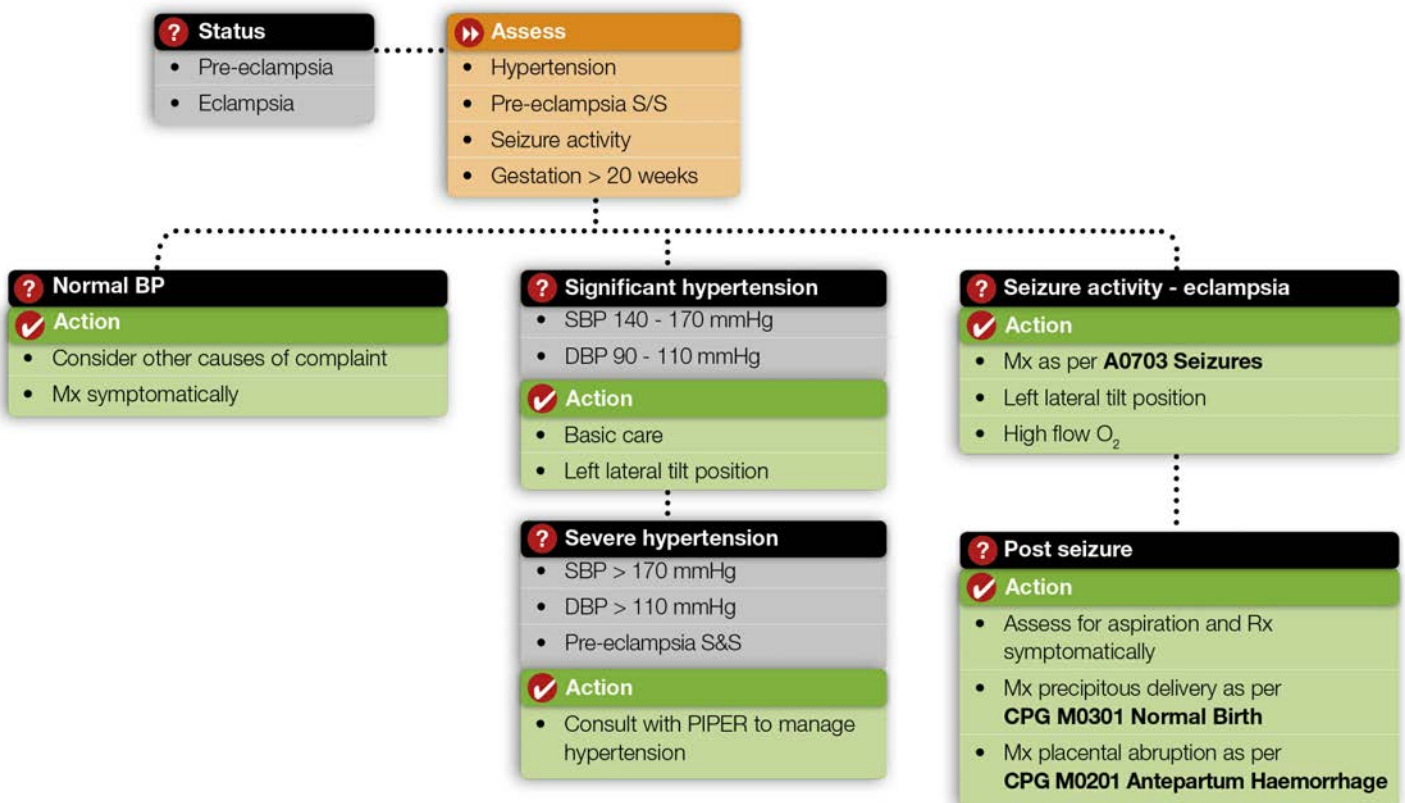 Status
• Pre-eclampsia
• Eclampsia
Assess
• Hypertension
• Pre-eclampsia S/S
• Seizure activity
• Gestation > 20 weeks
Normal BP
Action
• Consider other causes of complaint
• Mx symptomatically
Significant hypertension
• SBP 140 - 170 mmHg
• DBP 90 - 110 mmHg
Action
• Basic care
• Left lateral tilt position
Severe hypertension
• SBP > 170 mmHg
• DBP > 110 mmHg
• Pre-eclampsia S&S
Action
• Consult with PIPER to manage
hypertension
Seizure activity - eclampsia
Action
• Mx as per A0703 Seizures
• Left lateral tilt position
• High flow O₂
Post seizure
Action
• Assess for aspiration and Rx
symptomatically
• Mx precipitous delivery as per
CPG M0301 Normal Birth
• Mx placental abruption as per
CPG M0201 Antepartum Haemorrhage